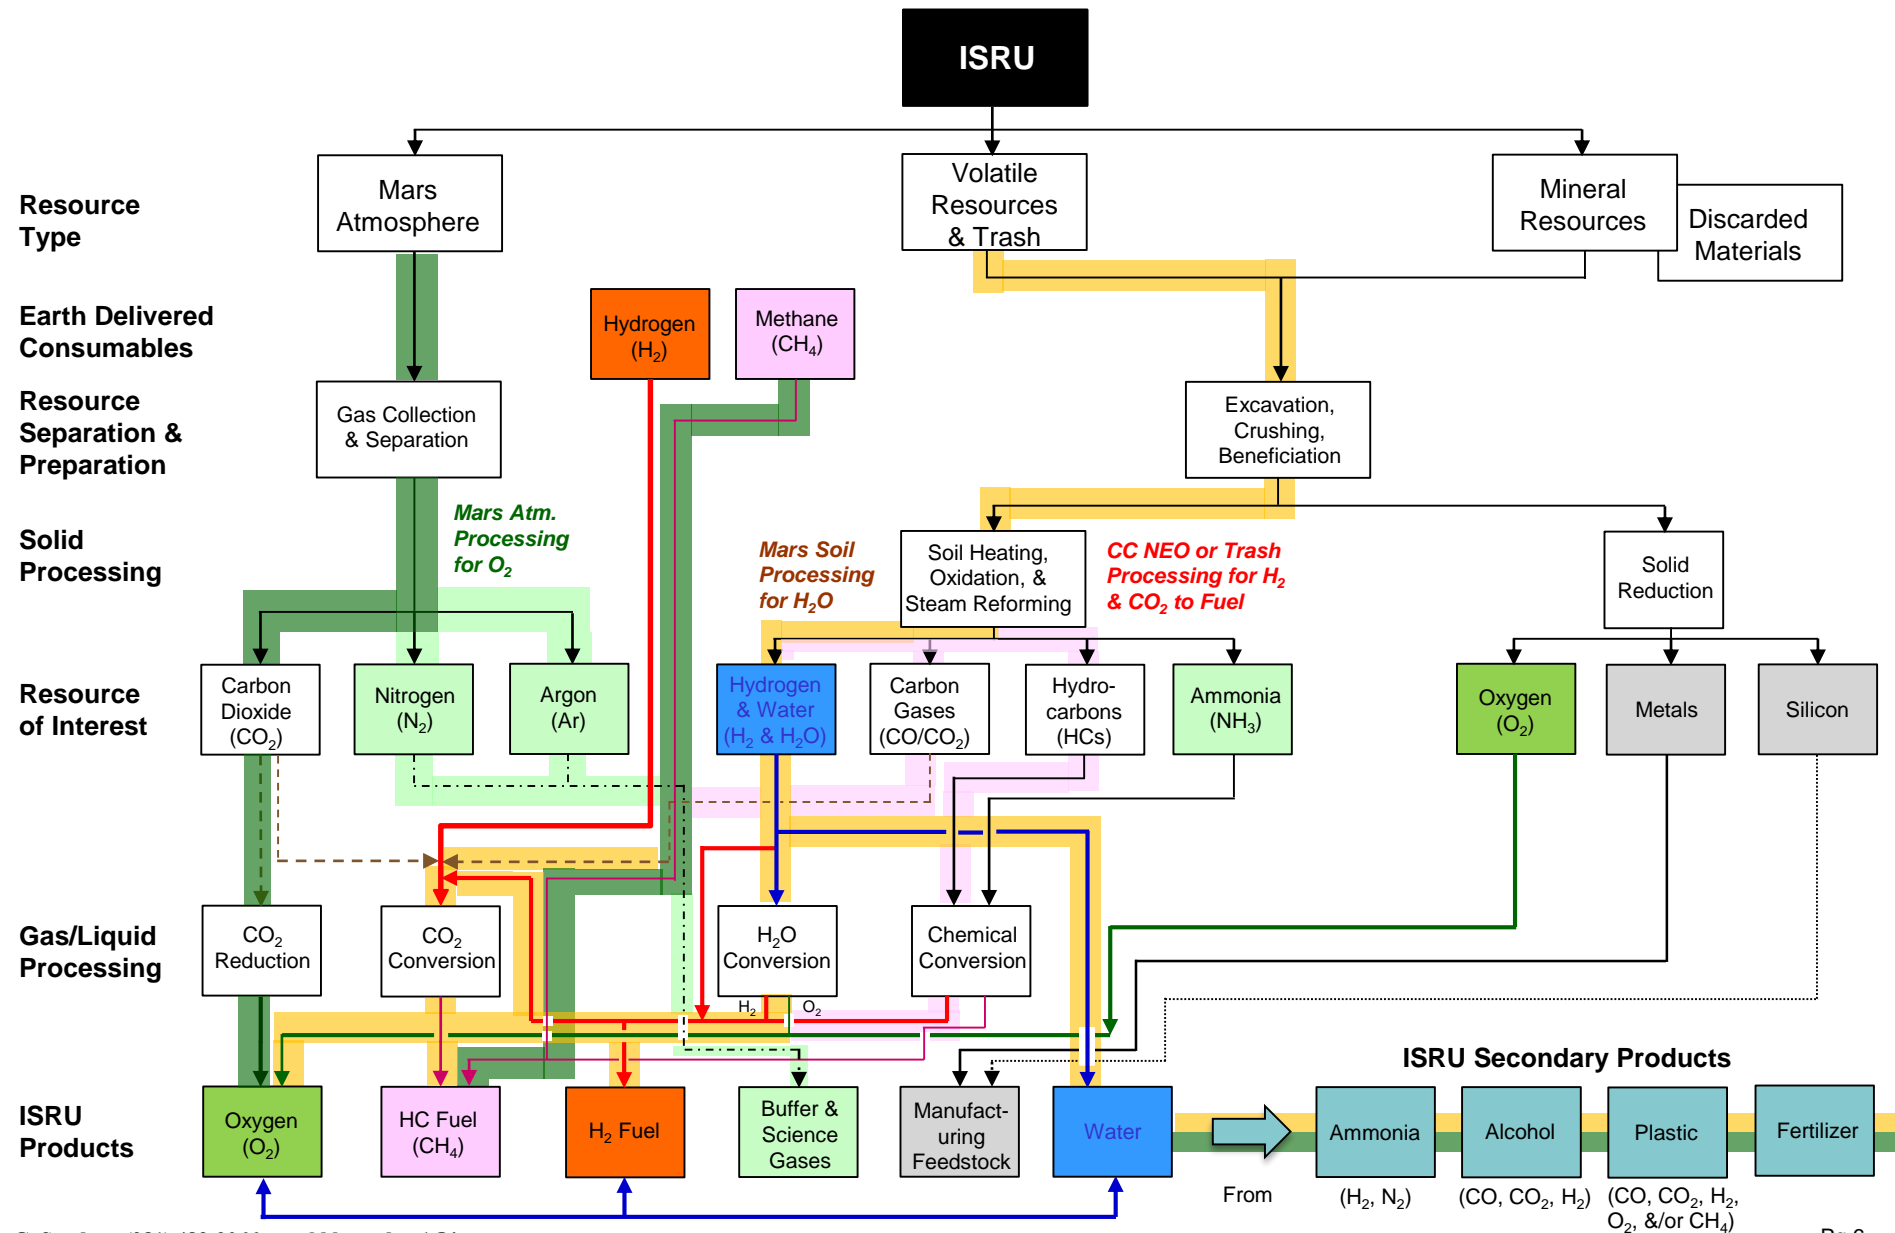 ISRU
Resource
Type
Mars
Atmosphere
Volatile
Resources
& Trash
Mineral
Resources
Discarded
Materials
Earth Delivered
Consumables
Hydrogen
(H₂)
Methane
(CH₄)
Resource
Separation &
Preparation
Gas Collection
& Separation
Excavation,
Crushing,
Beneficiation
Solid
Processing
Mars Atm.
Processing
for O₂
Mars Soil
Processing
for H₂O
Soil Heating,
Oxidation, &
Steam Reforming
CC NEO or Trash
Processing for H₂
& CO₂ to Fuel
Solid
Reduction
Resource
of Interest
Carbon
Dioxide
(CO₂)
Nitrogen
(N₂)
Argon
(Ar)
Hydrogen
& Water
(H₂ & H₂O)
Carbon
Gases
(CO/CO₂)
Hydro-
carbons
(HCs)
Ammonia
(NH₃)
Oxygen
(O₂)
Metals
Silicon
Gas/Liquid
Processing
CO₂
Reduction
CO₂
Conversion
H₂O
Conversion
Chemical
Conversion
H₂
O₂
ISRU
Products
Oxygen
(O₂)
HC Fuel
(CH₄)
H₂ Fuel
Buffer &
Science
Gases
Manufact-
uring
Feedstock
Water
ISRU Secondary Products
Ammonia
Alcohol
Plastic
Fertilizer
From
(H₂, N₂)
(CO, CO₂, H₂)
(CO, CO₂, H₂,
O₂, &/or CH₄)